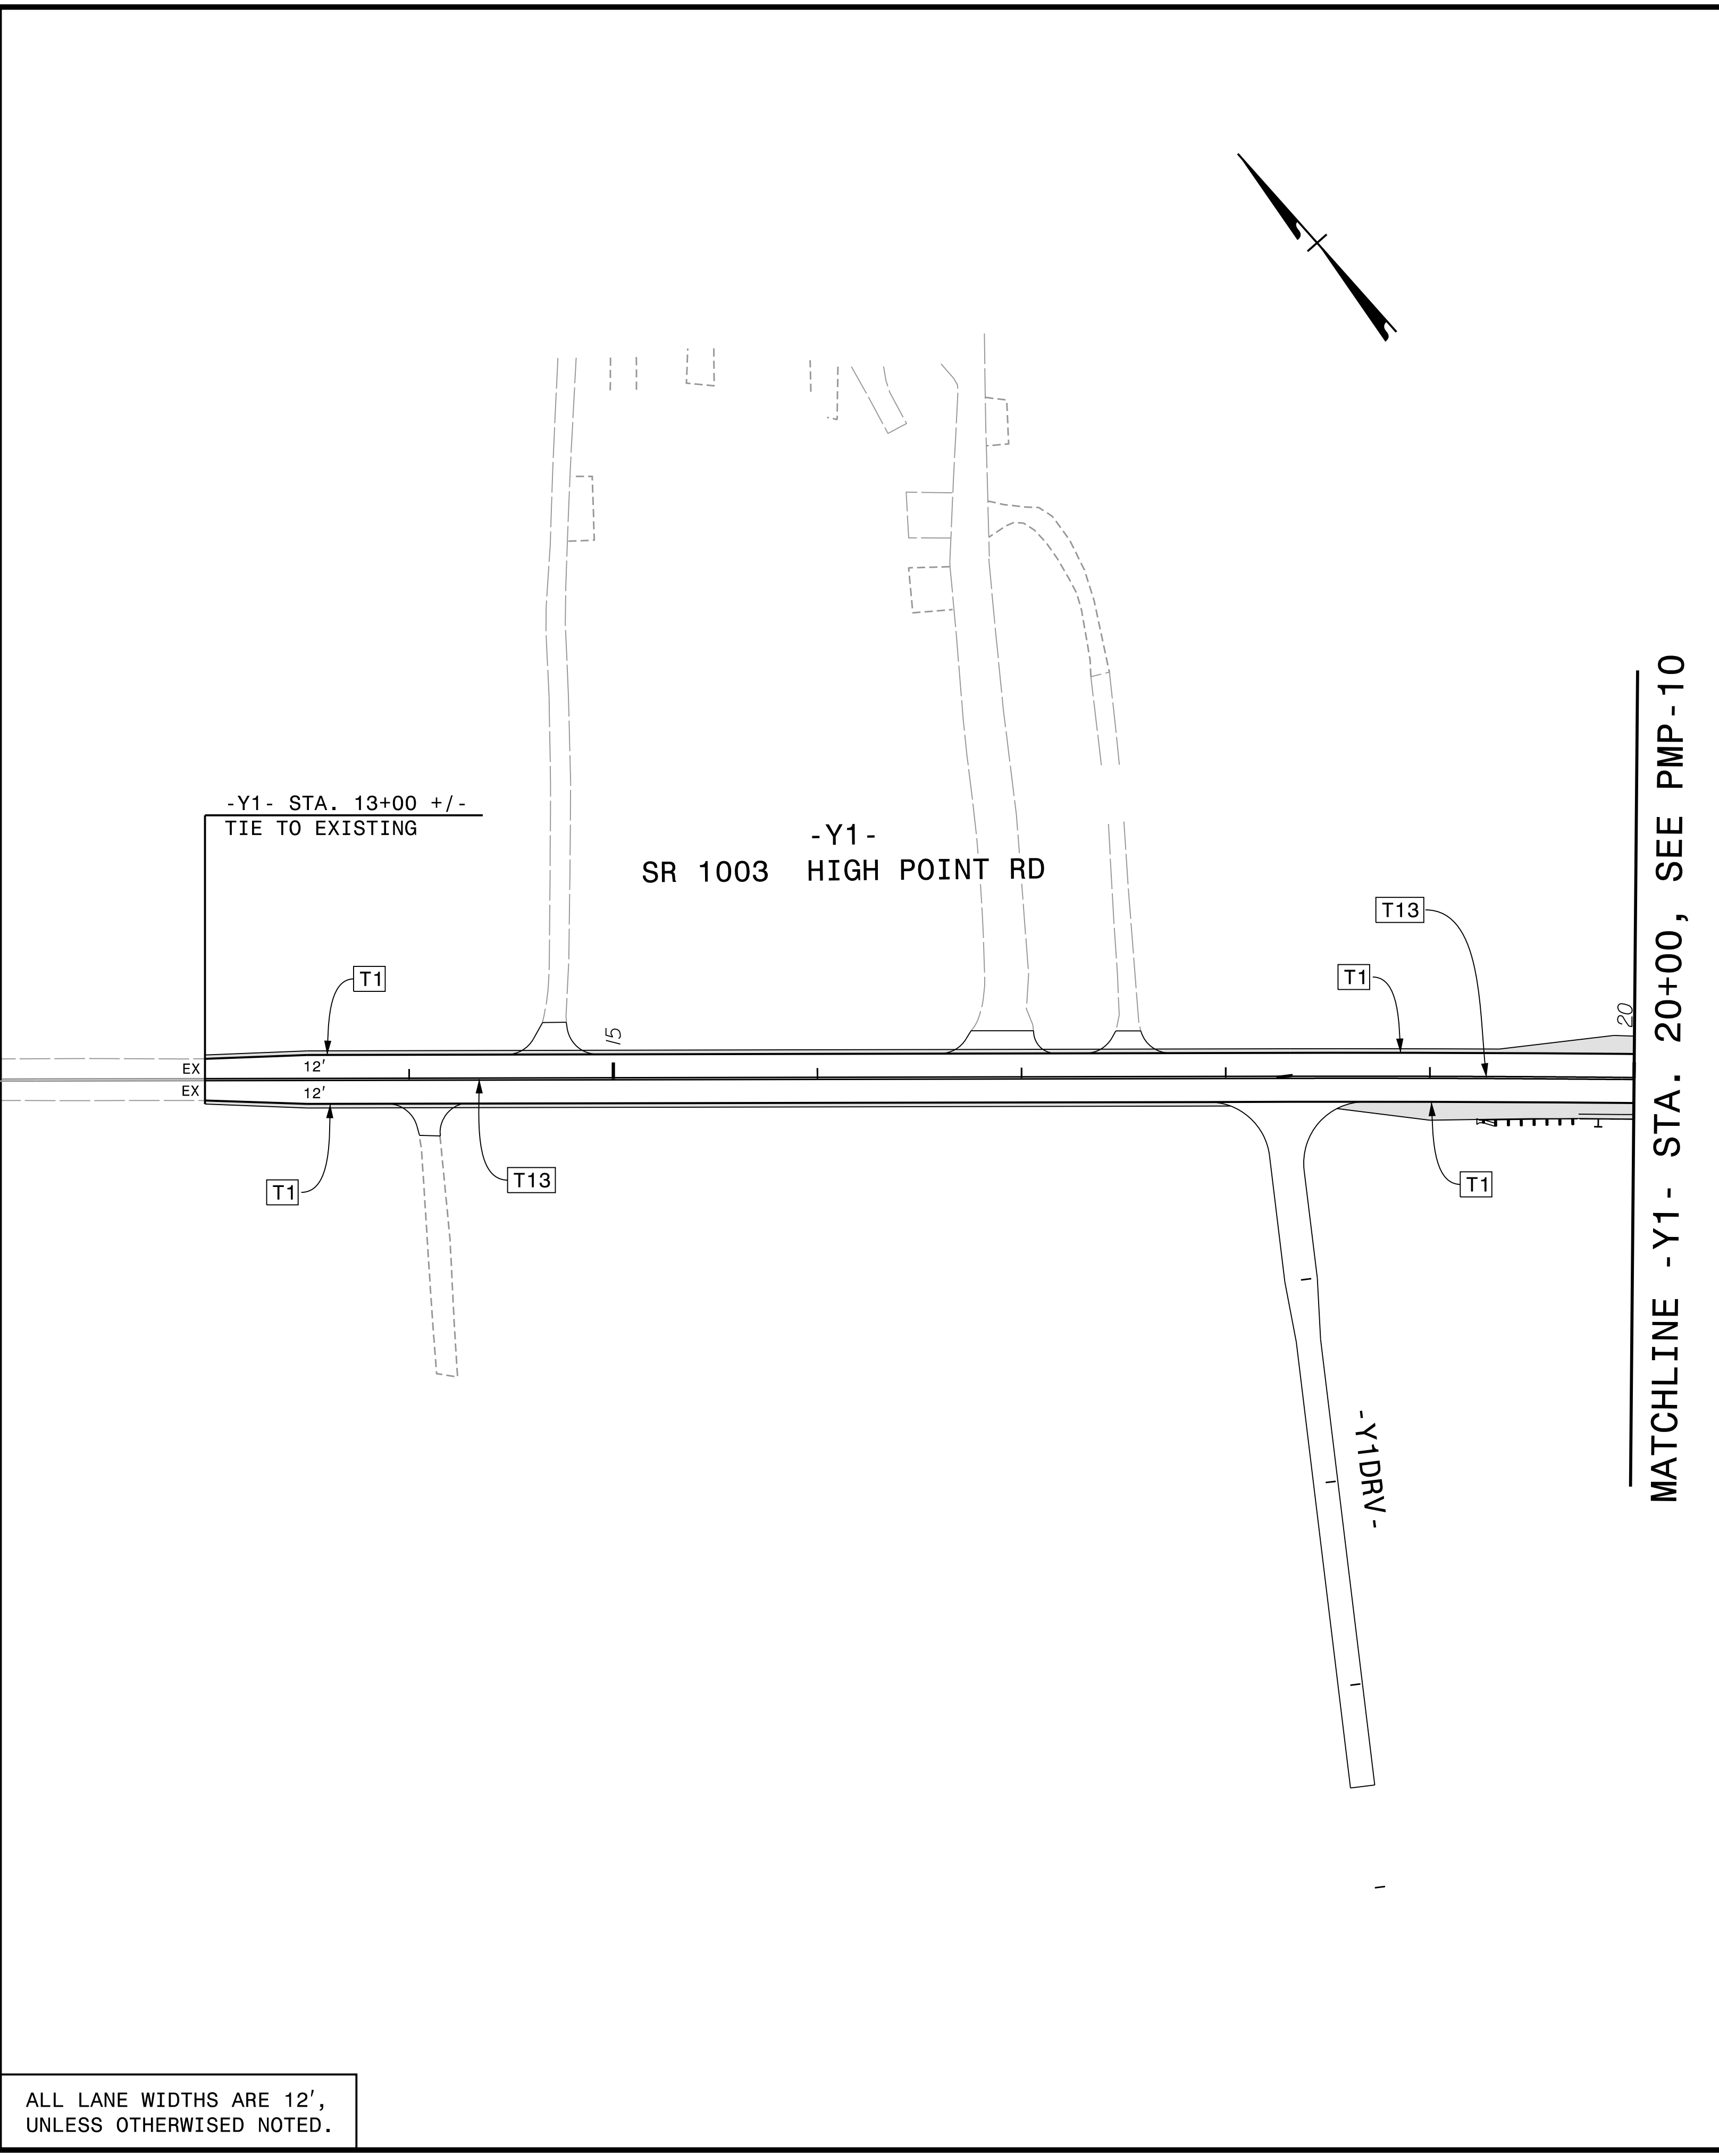 -Y1- STA. 13+00 +/-
TIE TO EXISTING
-Y1-
SR 1003 HIGH POINT RD
T13
T1
T1
15
20
EX
12'
EX
12'
T1
T13
T1
-Y1DRV-
MATCHLINE -Y1- STA. 20+00, SEE PMP-10
ALL LANE WIDTHS ARE 12',
UNLESS OTHERWISED NOTED.